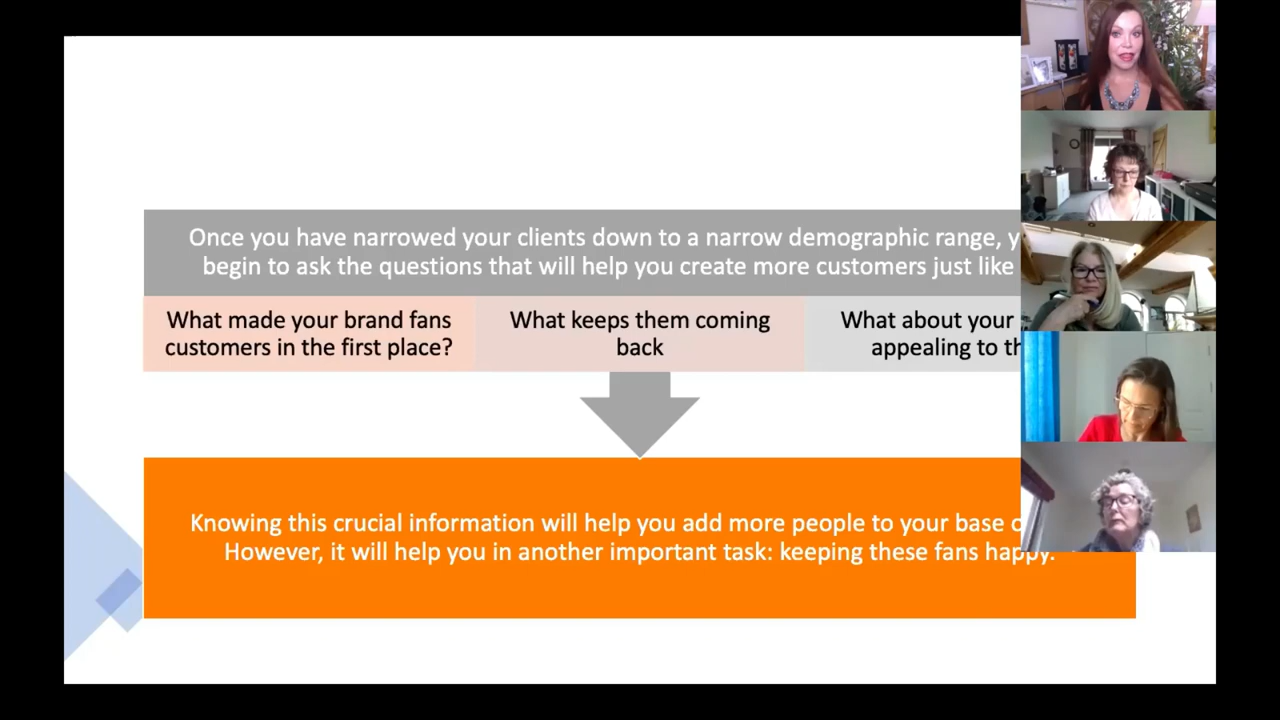 Once you have narrowed your clients down to a narrow demographic range,
begin to ask the questions that will help you create more customers just like
What made your brand fans
customers in the first place?
What keeps them coming
back
What about your
appealing to
Knowing this crucial information will help you add more people to your base
However, it will help you in another important task: keeping these fans happy.